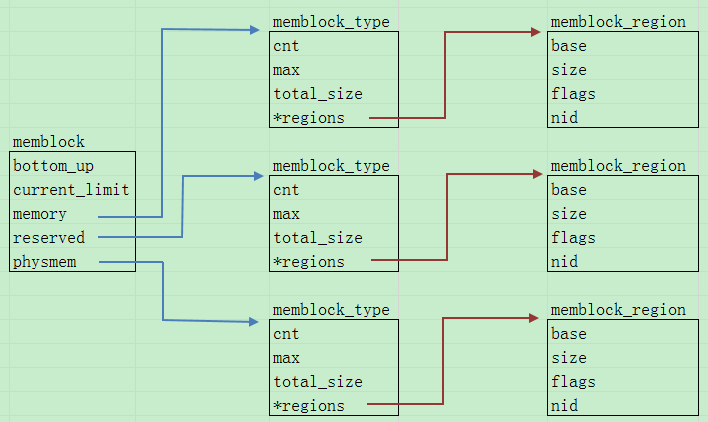 memblock_type
cnt
max
total_size
*regions
memblock_region
base
size
flags
nid
memblock
bottom_up
current_limit
memory
reserved
physmem
memblock_type
cnt
max
total_size
*regions
memblock_region
base
size
flags
nid
memblock_type
cnt
max
total_size
*regions
memblock_region
base
size
flags
nid